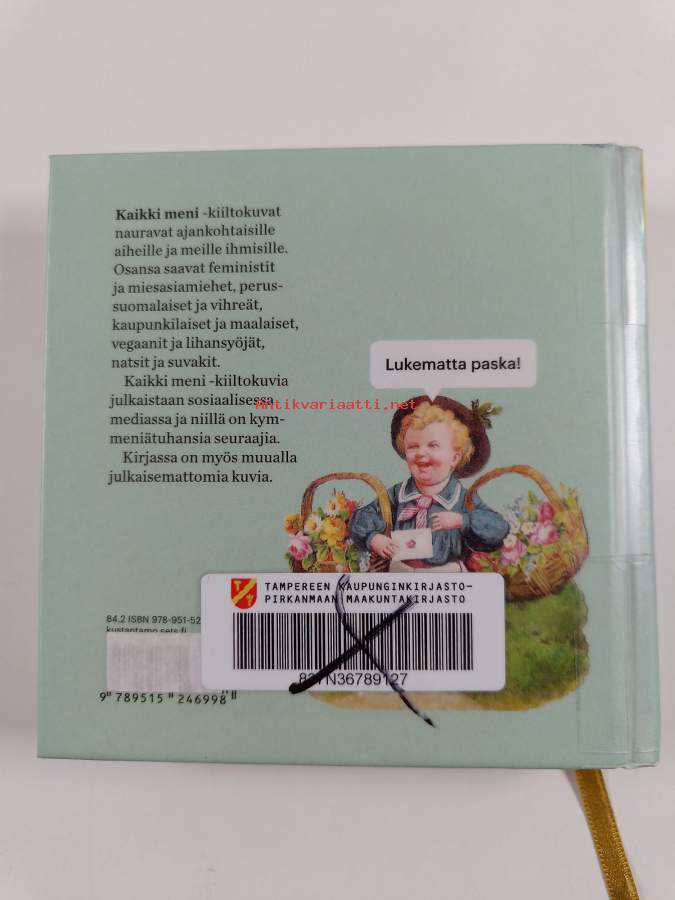 Kaikki meni -kiiltokuvat
nauravat ajankohtaisille
aiheille ja meille ihmisille.
Osansa saavat feministit
ja miesasiamiehet, perus-
suomalaiset ja vihreät,
kaupunkilaiset ja maalaiset,
vegaanit ja lihansyöjät,
natsit ja suvakit.
Kaikki meni -kiiltokuvia
julkaistaan sosiaalisessa
mediassa ja niillä on kym-
meniätuhansia seuraajia.
Kirjassa on myös muualla
julkaisemattomia kuvia.
Lukematta paska!
Antikvariaatti.net
TAMPEREEN KAUPUNGINKIRJASTO-
PIRKANMAAN MAAKUNTAKIRJASTO
84.2 ISBN 978-951-52
kustantamo.sets.fi
9 789515 246998